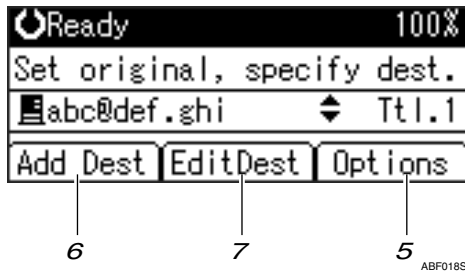 Ready 100%
Set original, specify dest.
abc@def.ghi Ttl.1
Add Dest EditDest Options
6 7 5
ABF018S